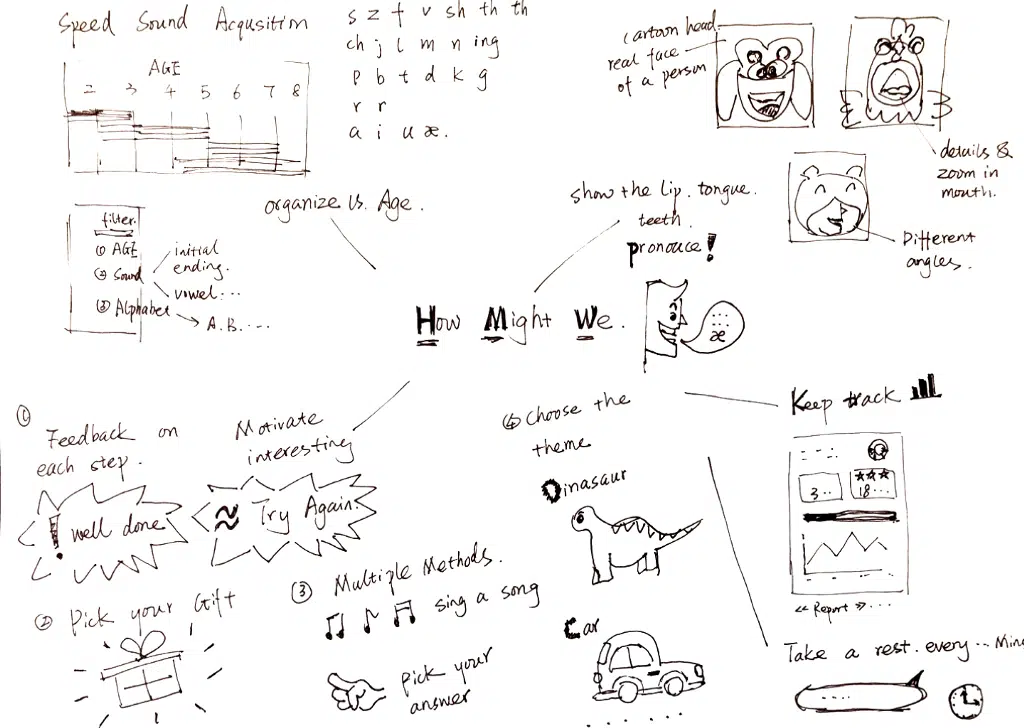 Speed Sound Acqusition
AGE
2 3 4 5 6 7 8
s z f v sh th th
ch j l m n ing
p b t d k g
r r
a i u æ.
cartoon head
real face
of a person
details &
zoom in
mouth.
Different
angles.
organize vs. Age.
show the lip. tongue.
teeth.
pronouce!
filter.
① AGE
② Sound
③ Alphabet
initial
ending.
vowel...
A.B. ...
How Might We.
...
...
æ
①
Feedback on
each step.
Motivate
interesting
! well done
≈ Try Again.
② Pick your Gift
③ Multiple Methods.
sing a song
Pick your
answer
④ Choose the
theme
Dinasaur
Car
......
Keep track
3..
18...
<< Report >>...
Take a rest. every ... Mins
....